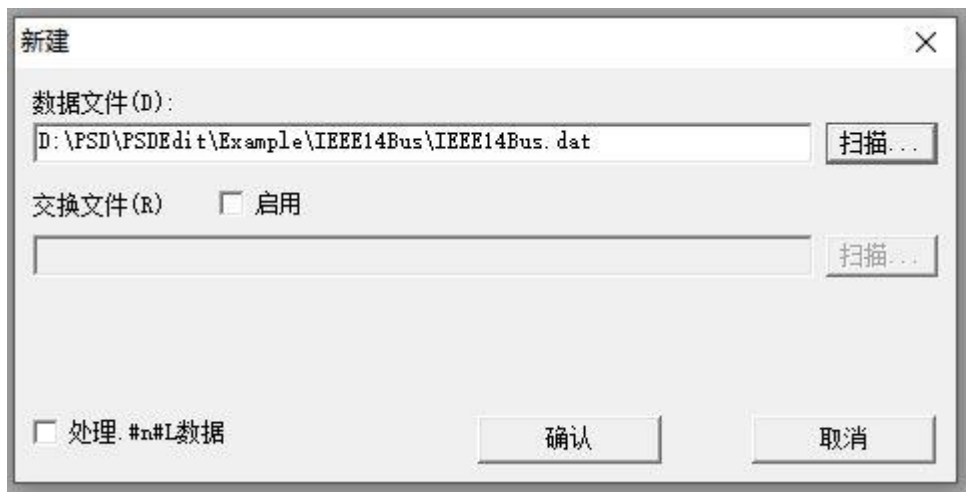 新建
数据文件(D):
D:\PSD\PSDEdit\Example\IEEE14Bus\IEEE14Bus.dat
扫描...
交换文件(R) 启用
扫描...
处理.#n#L数据 确认 取消